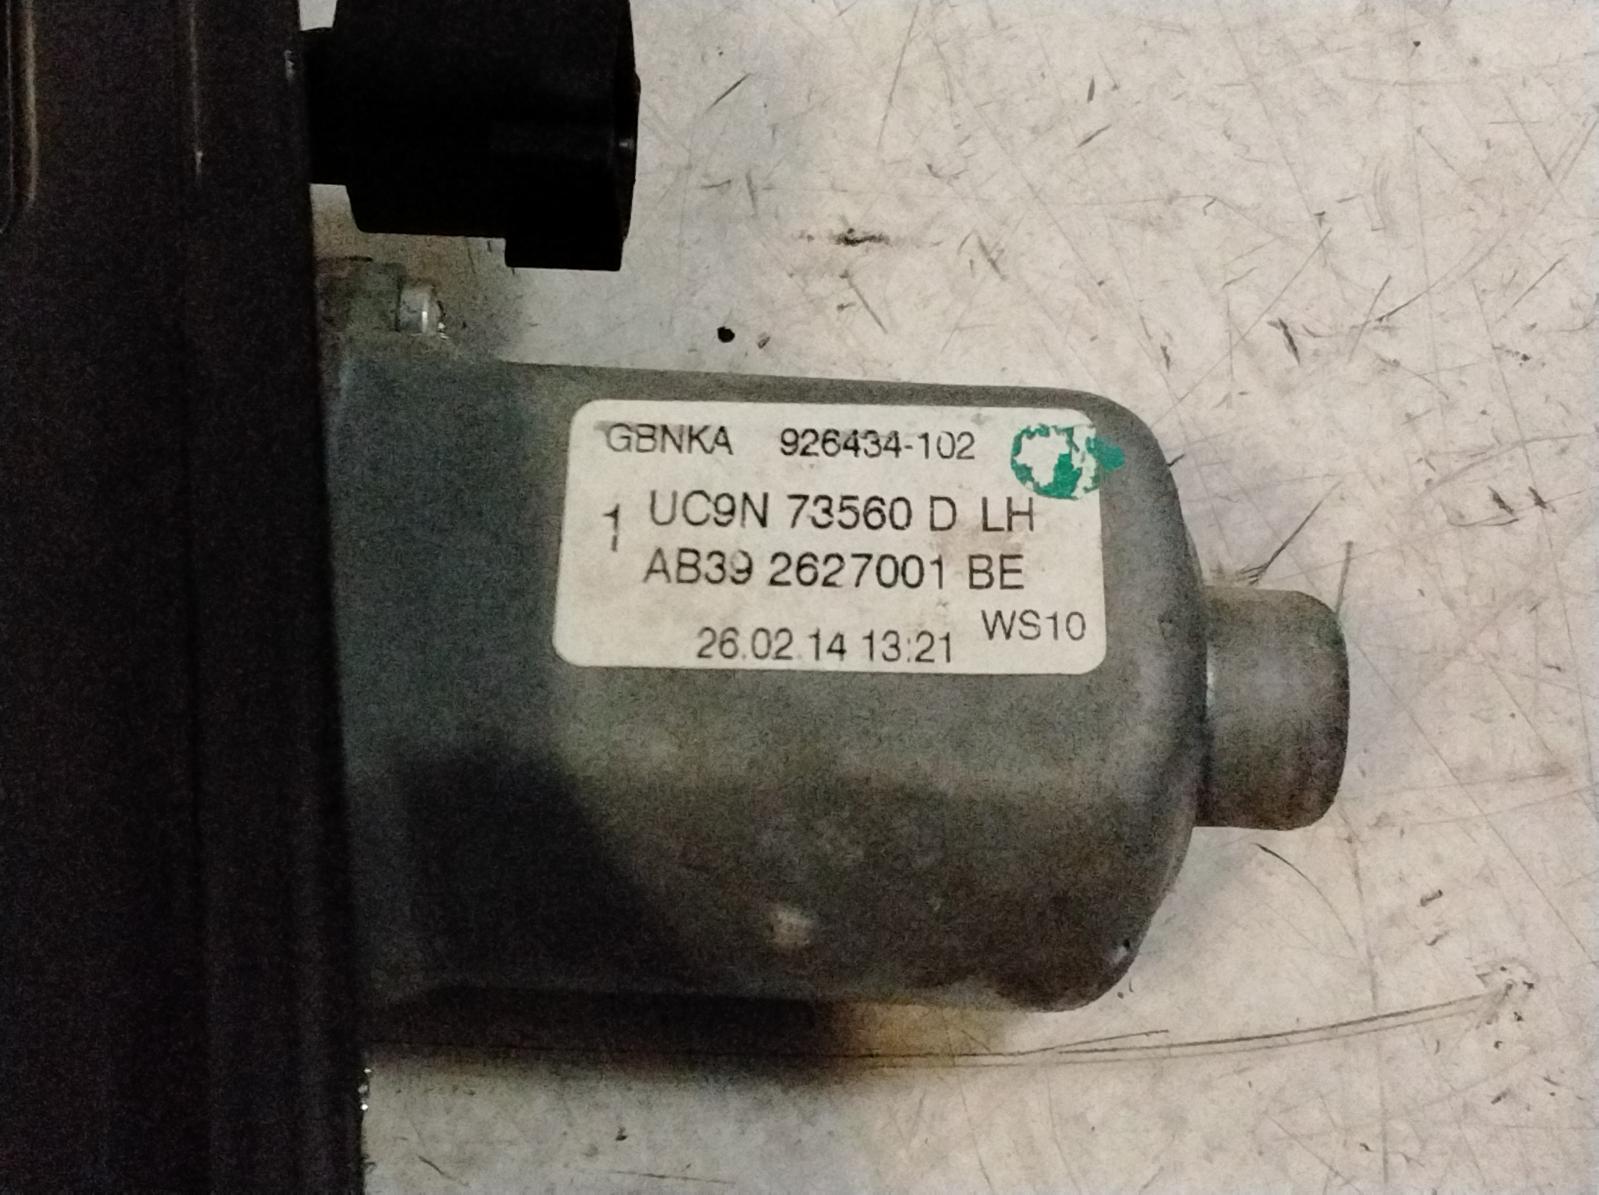 GBNKA 926434-102
1 UC9N 73560 D LH
AB39 2627001 BE
WS10
26.02.14 13:21